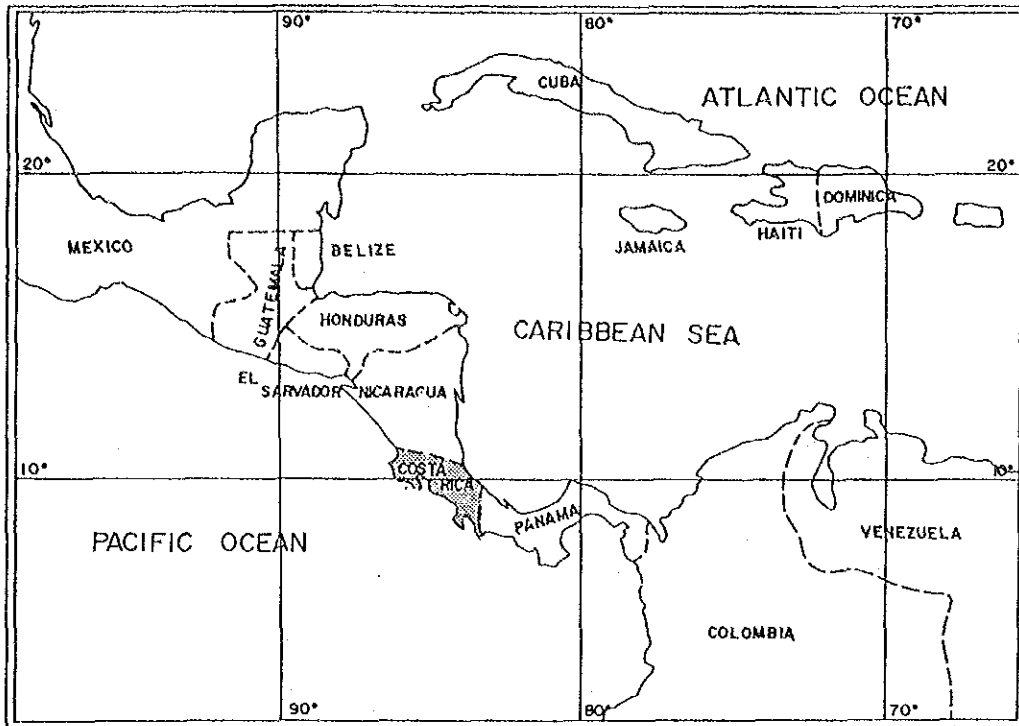 90°
80°
70°
CUBA
ATLANTIC OCEAN
20°
20°
DOMINICA
MEXICO
BELIZE
JAMAICA
HAITI
GUATEMALA
HONDURAS
CARIBBEAN SEA
EL
SARVADOR
NICARAGUA
10°
COSTA
RICA
10°
PANAMA
PACIFIC OCEAN
VENEZUELA
COLOMBIA
90°
80°
70°